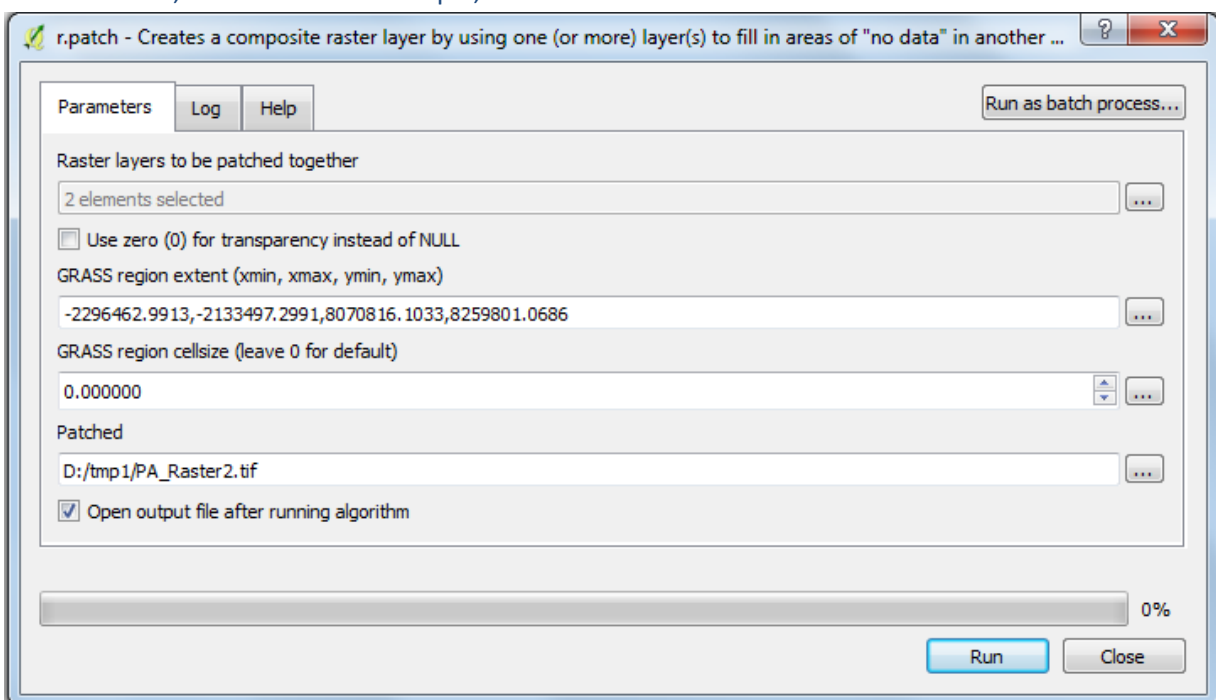 r.patch - Creates a composite raster layer by using one (or more) layer(s) to fill in areas of "no data" in another ...
Parameters Log Help Run as batch process...
Raster layers to be patched together
2 elements selected ...
Use zero (0) for transparency instead of NULL
GRASS region extent (xmin, xmax, ymin, ymax)
-2296462.9913,-2133497.2991,8070816.1033,8259801.0686 ...
GRASS region cellsize (leave 0 for default)
0.000000 ...
Patched
D:/tmp1/PA_Raster2.tif ...
Open output file after running algorithm
0%
Run Close